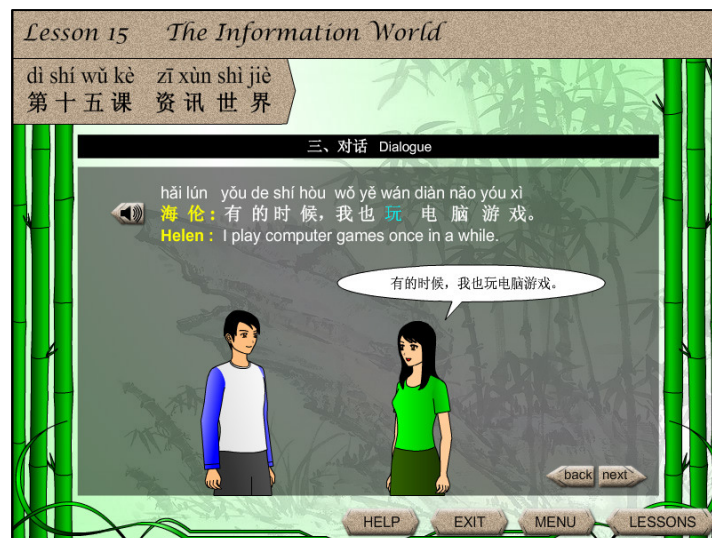 Lesson 15 The Information World
dì shí wǔ kè zī xùn shì jiè
第十五课 资讯世界
三、对话 Dialogue
hǎi lún yǒu de shí hòu wǒ yě wán diàn nǎo yóu xì
海伦：有的时候，我也玩电脑游戏。
Helen : I play computer games once in a while.
有的时候，我也玩电脑游戏。
back next
HELP EXIT MENU LESSONS